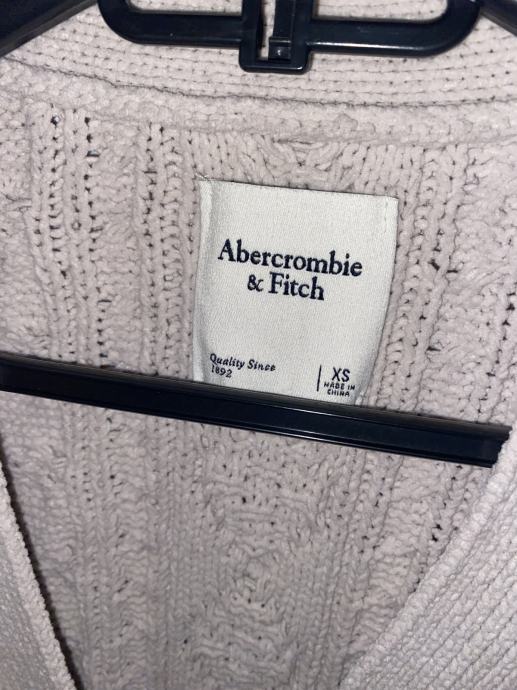 Abercrombie
& Fitch
Quality Since
1892
XS
MADE IN
CHINA